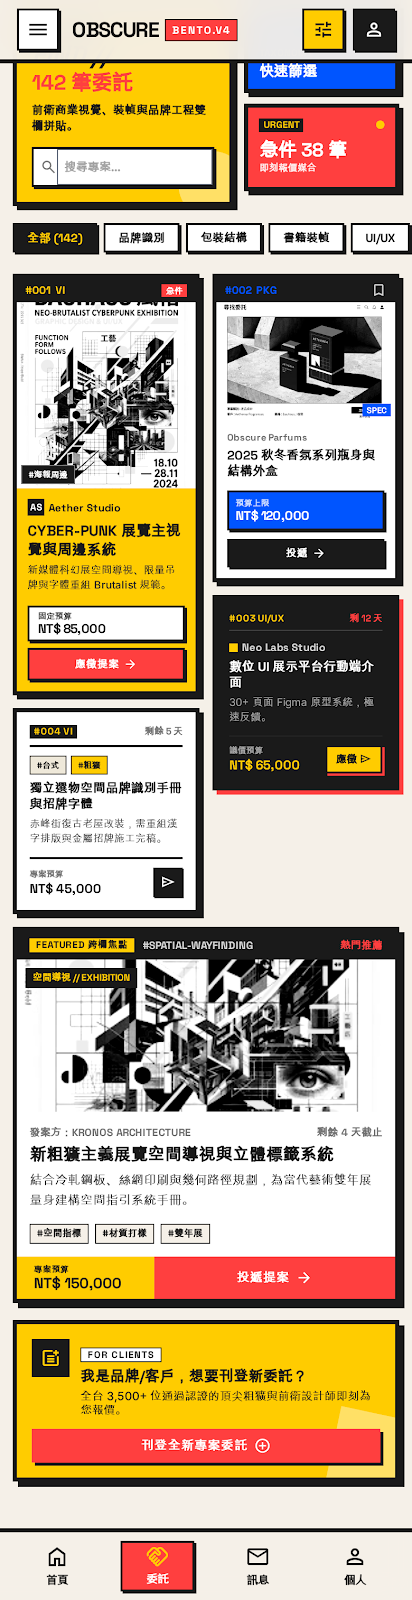 OBSCURE BENTO.V4
142 筆委託
前衛商業視覺、裝幀與品牌工程雙
欄拼貼。
搜尋專案...
快速篩選
URGENT
急件 38 筆
即刻報價媒合
全部 (142)
品牌識別
包裝結構
書籍裝幀
UI/UX
#001 VI
急件
NEO-BRUTALIST CYBERPUNK EXHIBITION
FUNCTION
FORM
FOLLOWS
工藝
18.10
— 28.11
2024
#海報周邊
AS Aether Studio
CYBER-PUNK 展覽主視
覺與周邊系統
新媒體科幻展空間導視、限量吊
牌與字體重組 Brutalist 規範。
固定預算
NT$ 85,000
應徵提案 →
#002 PKG
尋找委託
SPEC
Obscure Parfums
2025 秋冬香氛系列瓶身與
結構外盒
預算上限
NT$ 120,000
投遞 →
#003 UI/UX
剩 12 天
Neo Labs Studio
數位 UI 展示平台行動端介
面
30+ 頁面 Figma 原型系統，極
速反饋。
議價預算
NT$ 65,000
應徵
#004 VI
剩餘 5 天
#台式
#粗獷
獨立選物空間品牌識別手冊
與招牌字體
赤峰街復古老屋改裝，需重組漢
字排版與金屬招牌施工完稿。
專案預算
NT$ 45,000
FEATURED 跨欄焦點
#SPATIAL-WAYFINDING
熱門推薦
空間導視 // EXHIBITION
發案方：KRONOS ARCHITECTURE
剩餘 4 天截止
新粗獷主義展覽空間導視與立體標籤系統
結合冷軋鋼板、絲網印刷與幾何路徑規劃，為當代藝術雙年展
量身建構空間指引系統手冊。
#空間指標
#材質打樣
#雙年展
專案預算
NT$ 150,000
投遞提案 →
FOR CLIENTS
我是品牌/客戶，想要刊登新委託？
全台 3,500+ 位通過認證的頂尖粗獷與前衛設計師即刻為
您報價。
刊登全新專案委託
首頁
委託
訊息
個人